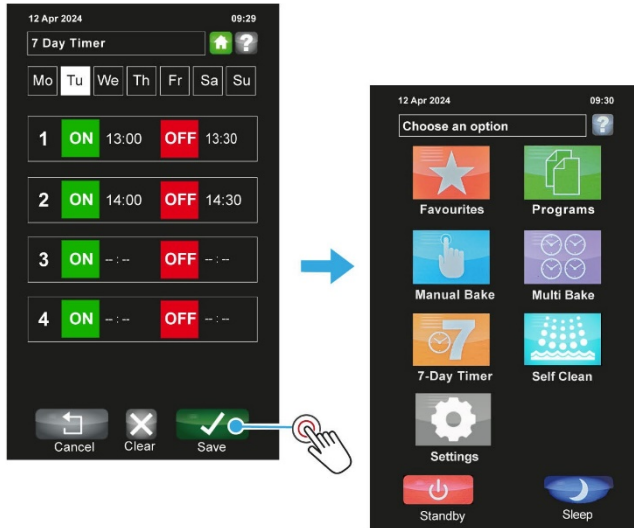 12 Apr 2024 09:29
7 Day Timer ?
Mo Tu We Th Fr Sa Su
1 ON 13:00 OFF 13:30
2 ON 14:00 OFF 14:30
3 ON --:-- OFF --:--
4 ON --:-- OFF --:--
Cancel Clear Save
12 Apr 2024 09:30
Choose an option ?
Favourites Programs
Manual Bake Multi Bake
7
7-Day Timer Self Clean
Settings
Standby Sleep